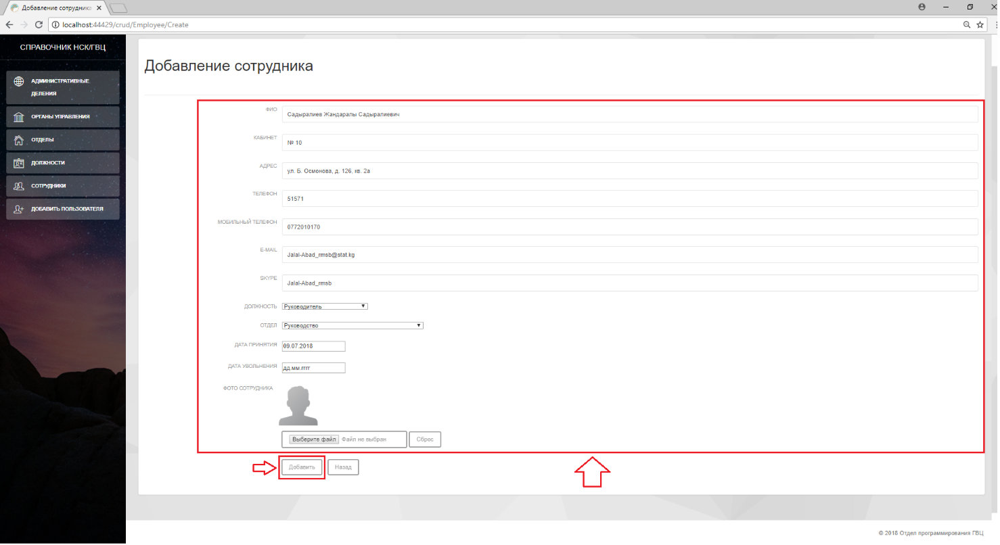 Добавление сотрудника
localhost:44429/crud/Employee/Create
СПРАВОЧНИК НСК/ГВЦ
АДМИНИСТРАТИВНЫЕ
ДЕЛЕНИЯ
ОРГАНЫ УПРАВЛЕНИЯ
ОТДЕЛЫ
ДОЛЖНОСТИ
СОТРУДНИКИ
ДОБАВИТЬ ПОЛЬЗОВАТЕЛЯ
Добавление сотрудника
ФИО Садыралиев Жандаралы Садыралиевич
КАБИНЕТ № 10
АДРЕС ул. Б. Осмонова, д. 126, кв. 2а
ТЕЛЕФОН 51571
МОБИЛЬНЫЙ ТЕЛЕФОН 0772010170
E-MAIL Jalal-Abad_rmsb@stat.kg
SKYPE Jalal-Abad_rmsb
ДОЛЖНОСТЬ Руководитель
ОТДЕЛ Руководство
ДАТА ПРИНЯТИЯ 09.07.2018
ДАТА УВОЛЬНЕНИЯ дд.мм.гггг
ФОТО СОТРУДНИКА
Выберите файл Файл не выбран Сброс
Добавить Назад
© 2018 Отдел программирования ГВЦ